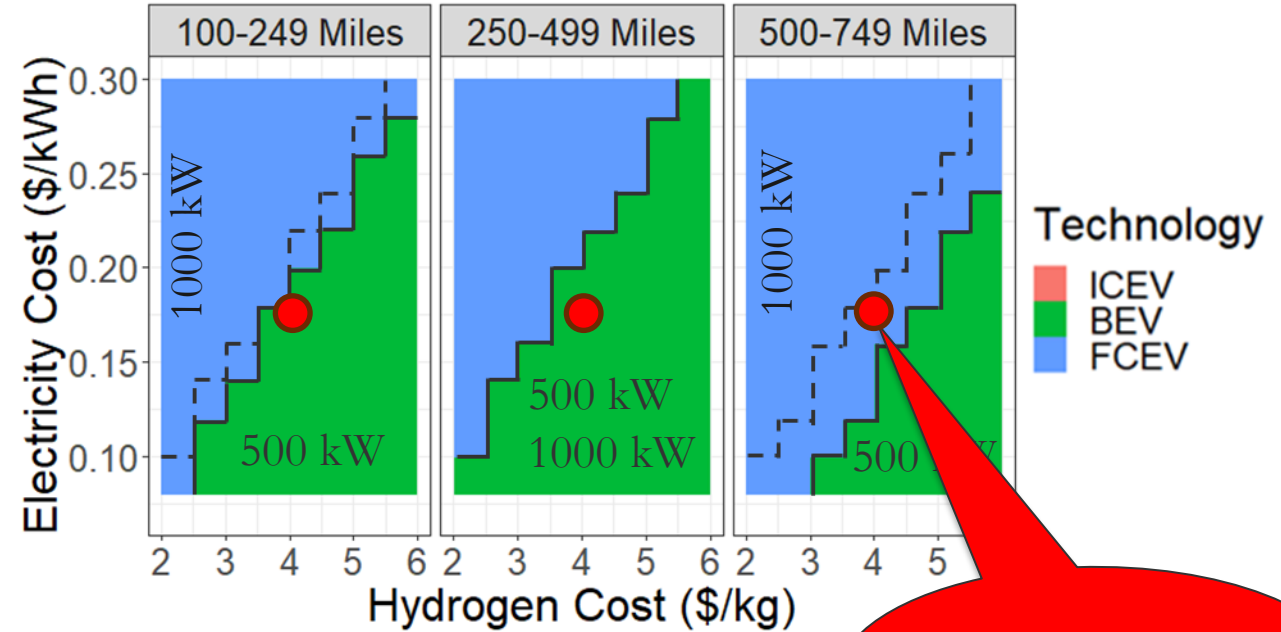 100-249 Miles
250-499 Miles
500-749 Miles
Electricity Cost ($/kWh)
0.30
0.25
0.20
0.15
0.10
1000 kW
500 kW
500 kW
1000 kW
1000 kW
500
2 3 4 5 6
2 3 4 5 6
2 3 4 5
Hydrogen Cost ($/kg)
Technology
ICEV
BEV
FCEV